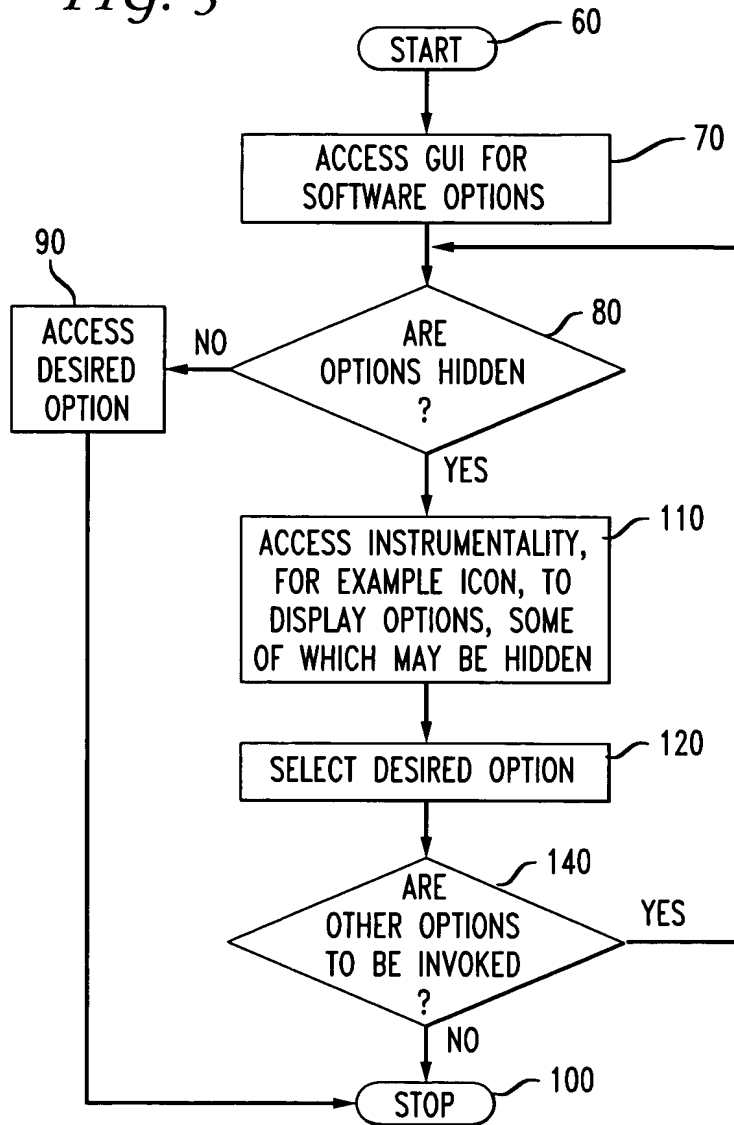 FIG. 3
START
60
ACCESS GUI FOR
SOFTWARE OPTIONS
70
90
ACCESS
DESIRED
OPTION
NO
ARE
OPTIONS HIDDEN
?
80
YES
ACCESS INSTRUMENTALITY,
FOR EXAMPLE ICON, TO
DISPLAY OPTIONS, SOME
OF WHICH MAY BE HIDDEN
110
SELECT DESIRED OPTION
120
ARE
OTHER OPTIONS
TO BE INVOKED
?
140
YES
NO
STOP
100